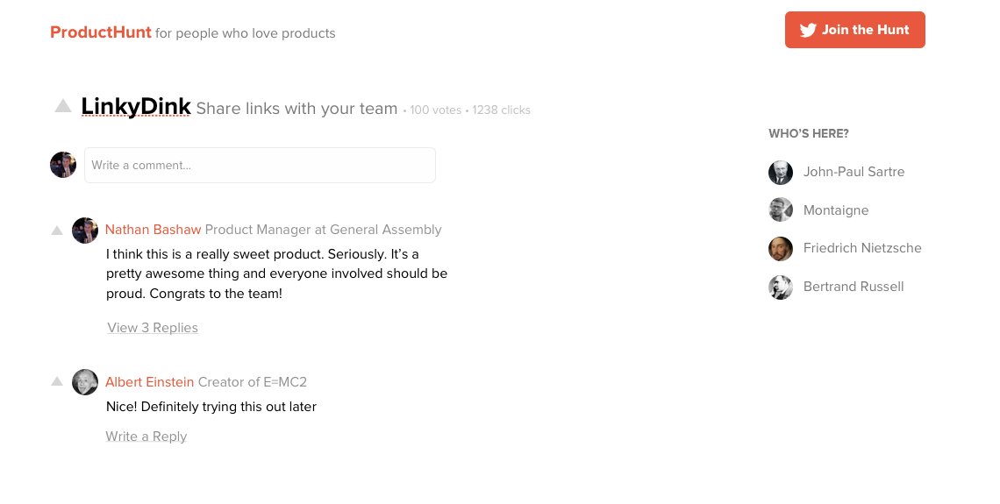 ProductHunt for people who love products
Join the Hunt
LinkyDink Share links with your team • 100 votes • 1238 clicks
Write a comment...
Nathan Bashaw Product Manager at General Assembly
I think this is a really sweet product. Seriously. It’s a
pretty awesome thing and everyone involved should be
proud. Congrats to the team!
View 3 Replies
Albert Einstein Creator of E=MC2
Nice! Definitely trying this out later
Write a Reply
WHO’S HERE?
John-Paul Sartre
Montaigne
Friedrich Nietzsche
Bertrand Russell